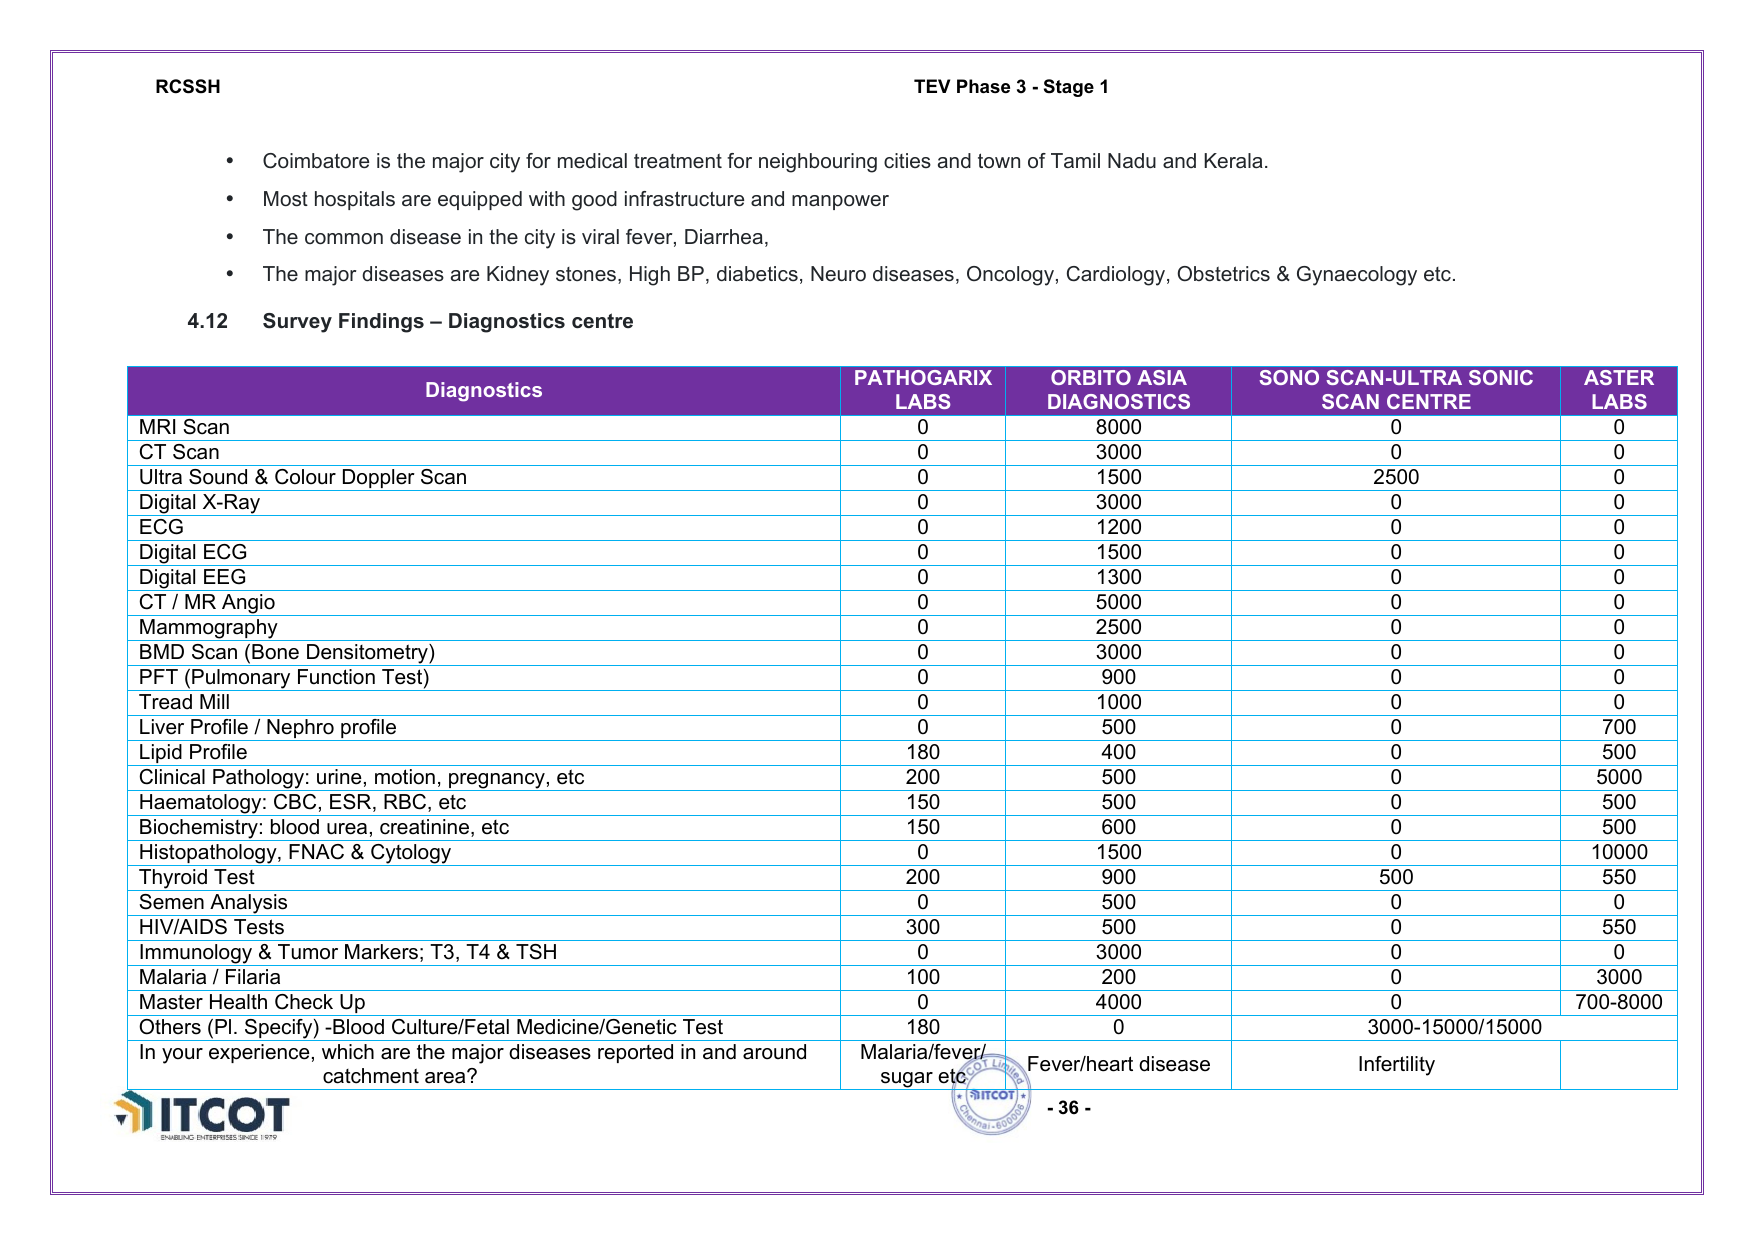 RCSSH TEV Phase 3 - Stage 1
• Coimbatore is the major city for medical treatment for neighbouring cities and town of Tamil Nadu and Kerala.
• Most hospitals are equipped with good infrastructure and manpower
• The common disease in the city is viral fever, Diarrhea,
• The major diseases are Kidney stones, High BP, diabetics, Neuro diseases, Oncology, Cardiology, Obstetrics & Gynaecology etc.
4.12 Survey Findings – Diagnostics centre
Diagnostics PATHOGARIX LABS ORBITO ASIA DIAGNOSTICS SONO SCAN-ULTRA SONIC SCAN CENTRE ASTER LABS
MRI Scan 0 8000 0 0
CT Scan 0 3000 0 0
Ultra Sound & Colour Doppler Scan 0 1500 2500 0
Digital X-Ray 0 3000 0 0
ECG 0 1200 0 0
Digital ECG 0 1500 0 0
Digital EEG 0 1300 0 0
CT / MR Angio 0 5000 0 0
Mammography 0 2500 0 0
BMD Scan (Bone Densitometry) 0 3000 0 0
PFT (Pulmonary Function Test) 0 900 0 0
Tread Mill 0 1000 0 0
Liver Profile / Nephro profile 0 500 0 700
Lipid Profile 180 400 0 500
Clinical Pathology: urine, motion, pregnancy, etc 200 500 0 5000
Haematology: CBC, ESR, RBC, etc 150 500 0 500
Biochemistry: blood urea, creatinine, etc 150 600 0 500
Histopathology, FNAC & Cytology 0 1500 0 10000
Thyroid Test 200 900 500 550
Semen Analysis 0 500 0 0
HIV/AIDS Tests 300 500 0 550
Immunology & Tumor Markers; T3, T4 & TSH 0 3000 0 0
Malaria / Filaria 100 200 0 3000
Master Health Check Up 0 4000 0 700-8000
Others (Pl. Specify) -Blood Culture/Fetal Medicine/Genetic Test 180 0 3000-15000/15000
In your experience, which are the major diseases reported in and around catchment area? Malaria/fever/ sugar etc Fever/heart disease Infertility
ITCOT
ENABLING ENTERPRISES SINCE 1979
ITCOT Limited
ITCOT
Chennai-600006
- 36 -